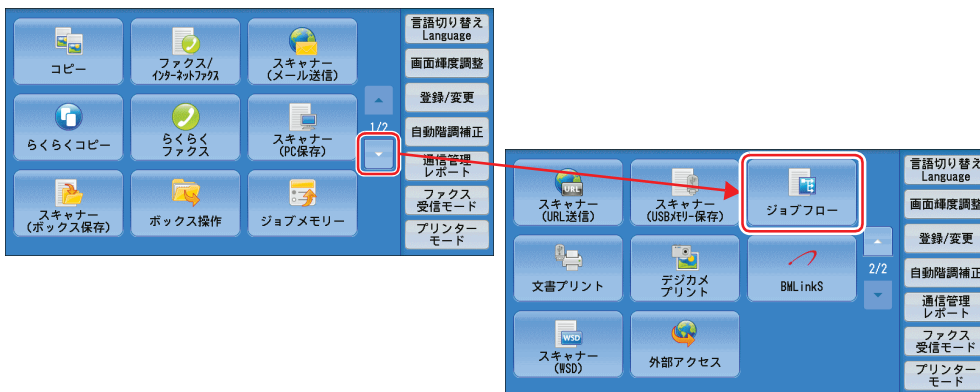 コピー
ファクス/
インターネットファクス
スキャナー
(メール送信)
らくらくコピー
らくらく
ファクス
スキャナー
(PC保存)
スキャナー
(ボックス保存)
ボックス操作
ジョブメモリー
1/2
言語切り替え
Language
画面輝度調整
登録/変更
自動階調補正
通信管理
レポート
ファクス
受信モード
プリンター
モード
URL
スキャナー
(URL送信)
スキャナー
(USBメモリー保存)
ジョブフロー
文書プリント
デジカメ
プリント
BMLinkS
WSD
スキャナー
(WSD)
外部アクセス
2/2
言語切り替え
Language
画面輝度調整
登録/変更
自動階調補正
通信管理
レポート
ファクス
受信モード
プリンター
モード